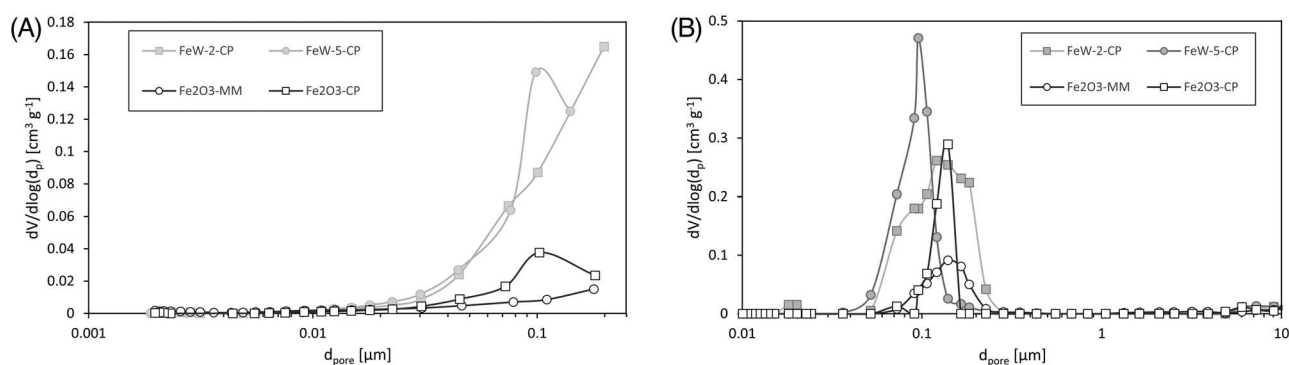 (A)
0.18
0.16
0.14
0.12
0.1
0.08
0.06
0.04
0.02
0
dV/dlog(dp) [cm³ g⁻¹]
FeW-2-CP
FeW-5-CP
Fe2O3-MM
Fe2O3-CP
0.001
0.01
0.1
dpore [µm]
(B)
0.5
0.4
0.3
0.2
0.1
0
dV/dlog(dp) [cm³ g⁻¹]
FeW-2-CP
FeW-5-CP
Fe2O3-MM
Fe2O3-CP
0.01
0.1
1
10
dpore [µm]